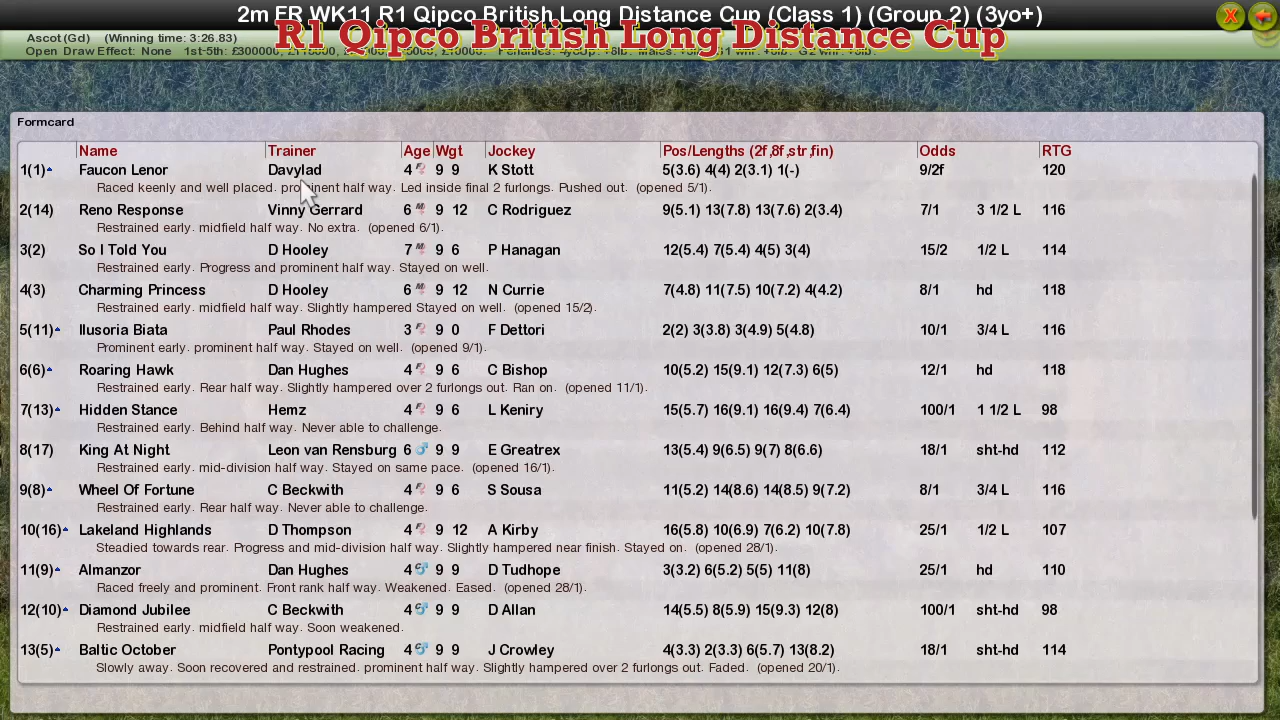 2m ER WK11 R1 Qipco British Long Distance Cup (Class 1) (Group 2) (3yo+)
R1 Qipco British Long Distance Cup
Ascot(Gd) (Winning time: 3:26.83)
Open Draw Effect: None 1st-5th: £300000,
Formcard
Name Trainer Age Wgt Jockey Pos/Lengths (2f,8f,str,fin) Odds RTG
1(1) Faucon Lenor Davylad 4 9 9 K Stott 5(3.6) 4(4) 2(3.1) 1(-) 9/2f 120
Raced keenly and well placed. prominent half way. Led inside final 2 furlongs. Pushed out. (opened 5/1).
2(14) Reno Response Vinny Gerrard 6 9 12 C Rodriguez 9(5.1) 13(7.8) 13(7.6) 2(3.4) 7/1 3 1/2 L 116
Restrained early. midfield half way. No extra. (opened 6/1).
3(2) So I Told You D Hooley 7 9 6 P Hanagan 12(5.4) 7(5.4) 4(5) 3(4) 15/2 1/2 L 114
Restrained early. Progress and prominent half way. Stayed on well.
4(3) Charming Princess D Hooley 6 9 12 N Currie 7(4.8) 11(7.5) 10(7.2) 4(4.2) 8/1 hd 118
Restrained early. midfield half way. Slightly hampered Stayed on well. (opened 15/2).
5(11) Ilusoria Biata Paul Rhodes 3 9 0 F Dettori 2(2) 3(3.8) 3(4.9) 5(4.8) 10/1 3/4 L 116
Prominent early. prominent half way. Stayed on well. (opened 9/1).
6(6) Roaring Hawk Dan Hughes 4 9 6 C Bishop 10(5.2) 15(9.1) 12(7.3) 6(5) 12/1 hd 118
Restrained early. Rear half way. Slightly hampered over 2 furlongs out. Ran on. (opened 11/1).
7(13) Hidden Stance Hemz 4 9 6 L Keniry 15(5.7) 16(9.1) 16(9.4) 7(6.4) 100/1 1 1/2 L 98
Restrained early. Behind half way. Never able to challenge.
8(17) King At Night Leon van Rensburg 6 9 9 E Greatrex 13(5.4) 9(6.5) 9(7) 8(6.6) 18/1 sht-hd 112
Restrained early. mid-division half way. Stayed on same pace. (opened 16/1).
9(8) Wheel Of Fortune C Beckwith 4 9 6 S Sousa 11(5.2) 14(8.6) 14(8.5) 9(7.2) 8/1 3/4 L 116
Restrained early. Rear half way. Never able to challenge.
10(16) Lakeland Highlands D Thompson 4 9 12 A Kirby 16(5.8) 10(6.9) 7(6.2) 10(7.8) 25/1 1/2 L 107
Steadied towards rear. Progress and mid-division half way. Slightly hampered near finish. Stayed on. (opened 28/1).
11(9) Almanzor Dan Hughes 4 9 9 D Tudhope 3(3.2) 6(5.2) 5(5) 11(8) 25/1 hd 110
Raced freely and prominent. Front rank half way. Weakened. Eased. (opened 28/1).
12(10) Diamond Jubilee C Beckwith 4 9 9 D Allan 14(5.5) 8(5.9) 15(9.3) 12(8) 100/1 sht-hd 98
Restrained early. midfield half way. Soon weakened.
13(5) Baltic October Pontypool Racing 4 9 9 J Crowley 4(3.3) 2(3.3) 6(5.7) 13(8.2) 18/1 sht-hd 114
Slowly away. Soon recovered and restrained. prominent half way. Slightly hampered over 2 furlongs out. Faded. (opened 20/1).